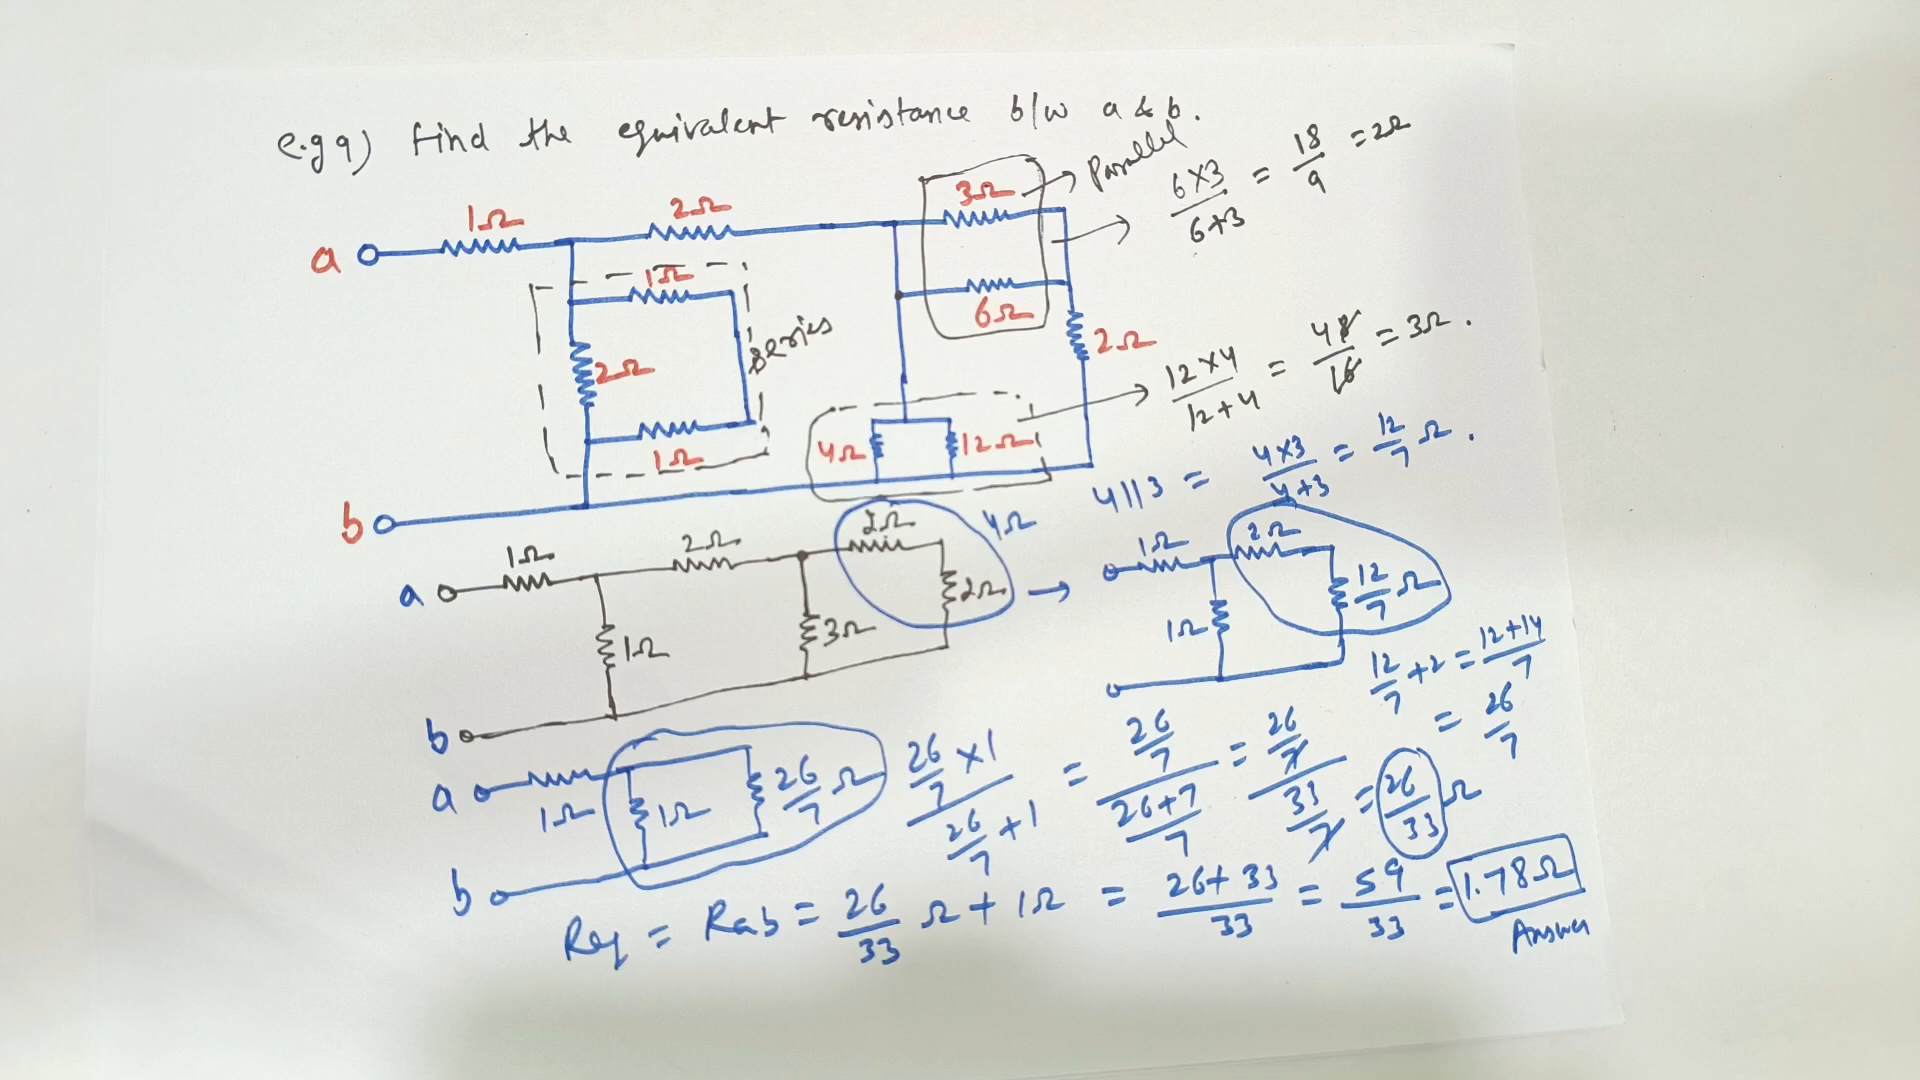 e.g 9) Find the equivalent resistance b/w a & b.
Parallel
6×3/6+3 = 18/9 = 2Ω
1Ω 2Ω 3Ω
a
1Ω
6Ω
series
2Ω
2Ω
12×4/12+4 = 48/16 = 3Ω.
4Ω 12Ω
1Ω
b
4||3 = 4×3/4+3 = 12/7 Ω.
1Ω 2Ω 2Ω 4Ω
a 2Ω
1Ω 3Ω
b
1Ω 2Ω
12/7 Ω
1Ω
12/7 + 2 = 12+14/7
= 26/7
a
1Ω 1Ω 26/7 Ω
b
26/7 × 1 / 26/7 + 1 = 26/7 / 26+7/7 = 26/7 / 33/7 = 26/33 Ω
Req = Rab = 26/33 Ω + 1Ω = 26+33/33 = 59/33 = 1.78Ω
Answer